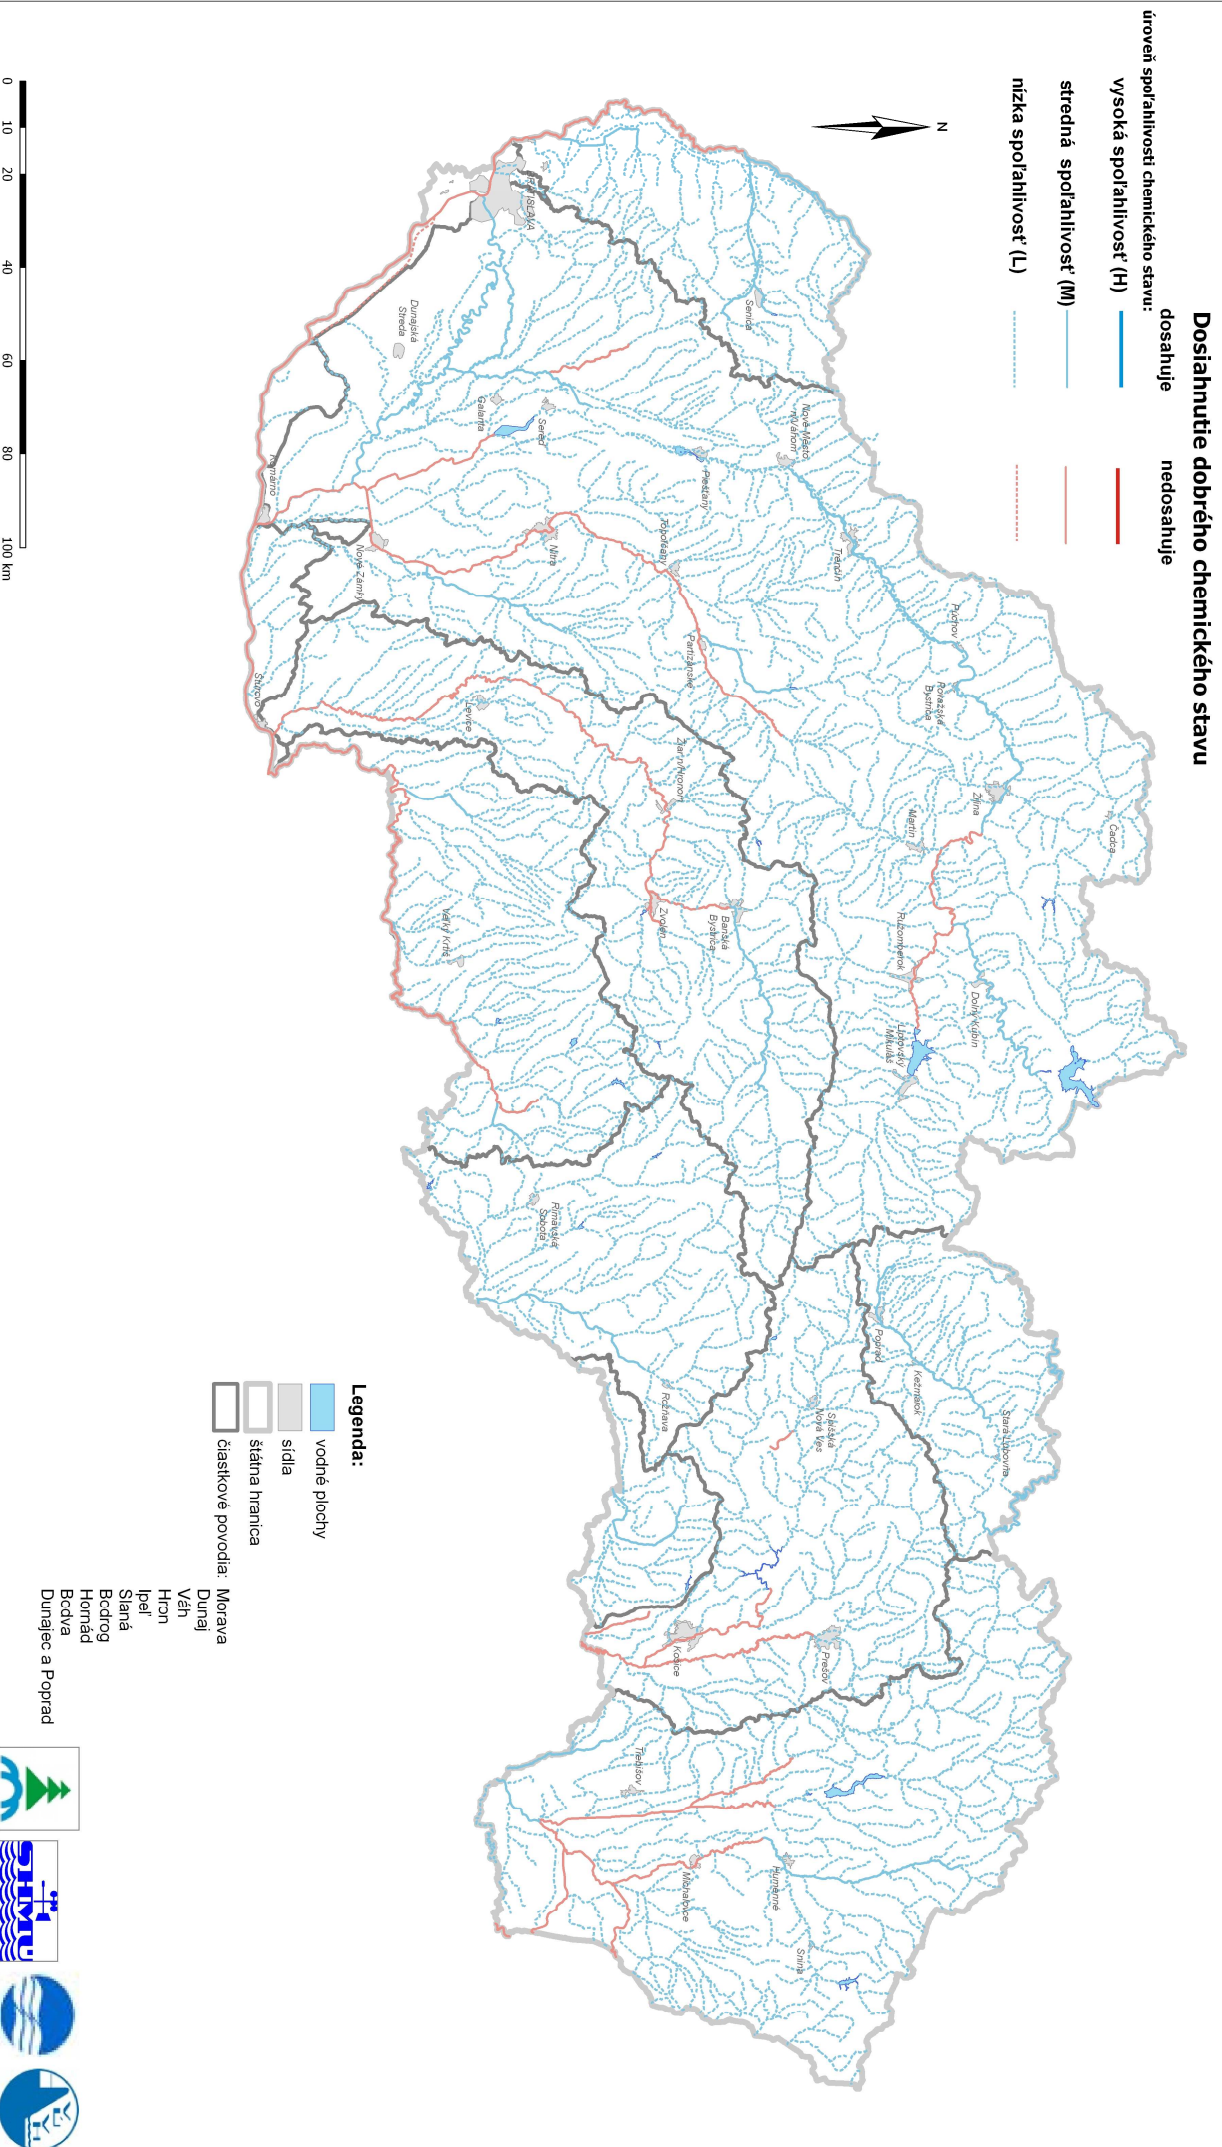 Dosiahnutie dobrého chemického stavu
dosahuje nedosahuje
úroveň spoľahlivosti chemického stavu:
vysoká spoľahlivosť (H)
stredná spoľahlivosť (M)
nízka spoľahlivosť (L)
N
Čadca
Žilina
Dolný Kubín
Púchov
Považská
Bystrica
Martin
Ružomberok
Liptovský
Mikuláš
Stará Ľubovňa
Kežmarok
Poprad
Trenčín
Nové Mesto
n/Váhom
Senica
Piešťany
Topoľčany
Partizánske
Žiar n/Hronom
Banská
Bystrica
Zvolen
Spišská
Nová Ves
Prešov
Snina
Humenné
Michalovce
Košice
Trebišov
Rožňava
Rimavská
Sobota
Sereď
Galanta
Nitra
Levice
Veľký Krtíš
Dunajská
Streda
Nové Zámky
Komárno
Štúrovo
Legenda:
vodné plochy
sídla
štátna hranica
čiastkové povodia: Morava
Dunaj
Váh
Hron
Ipeľ
Slaná
Bodrog
Hornád
Bodva
Dunajec a Poprad
0 10 20 40 60 80 100 km
SHMÚ